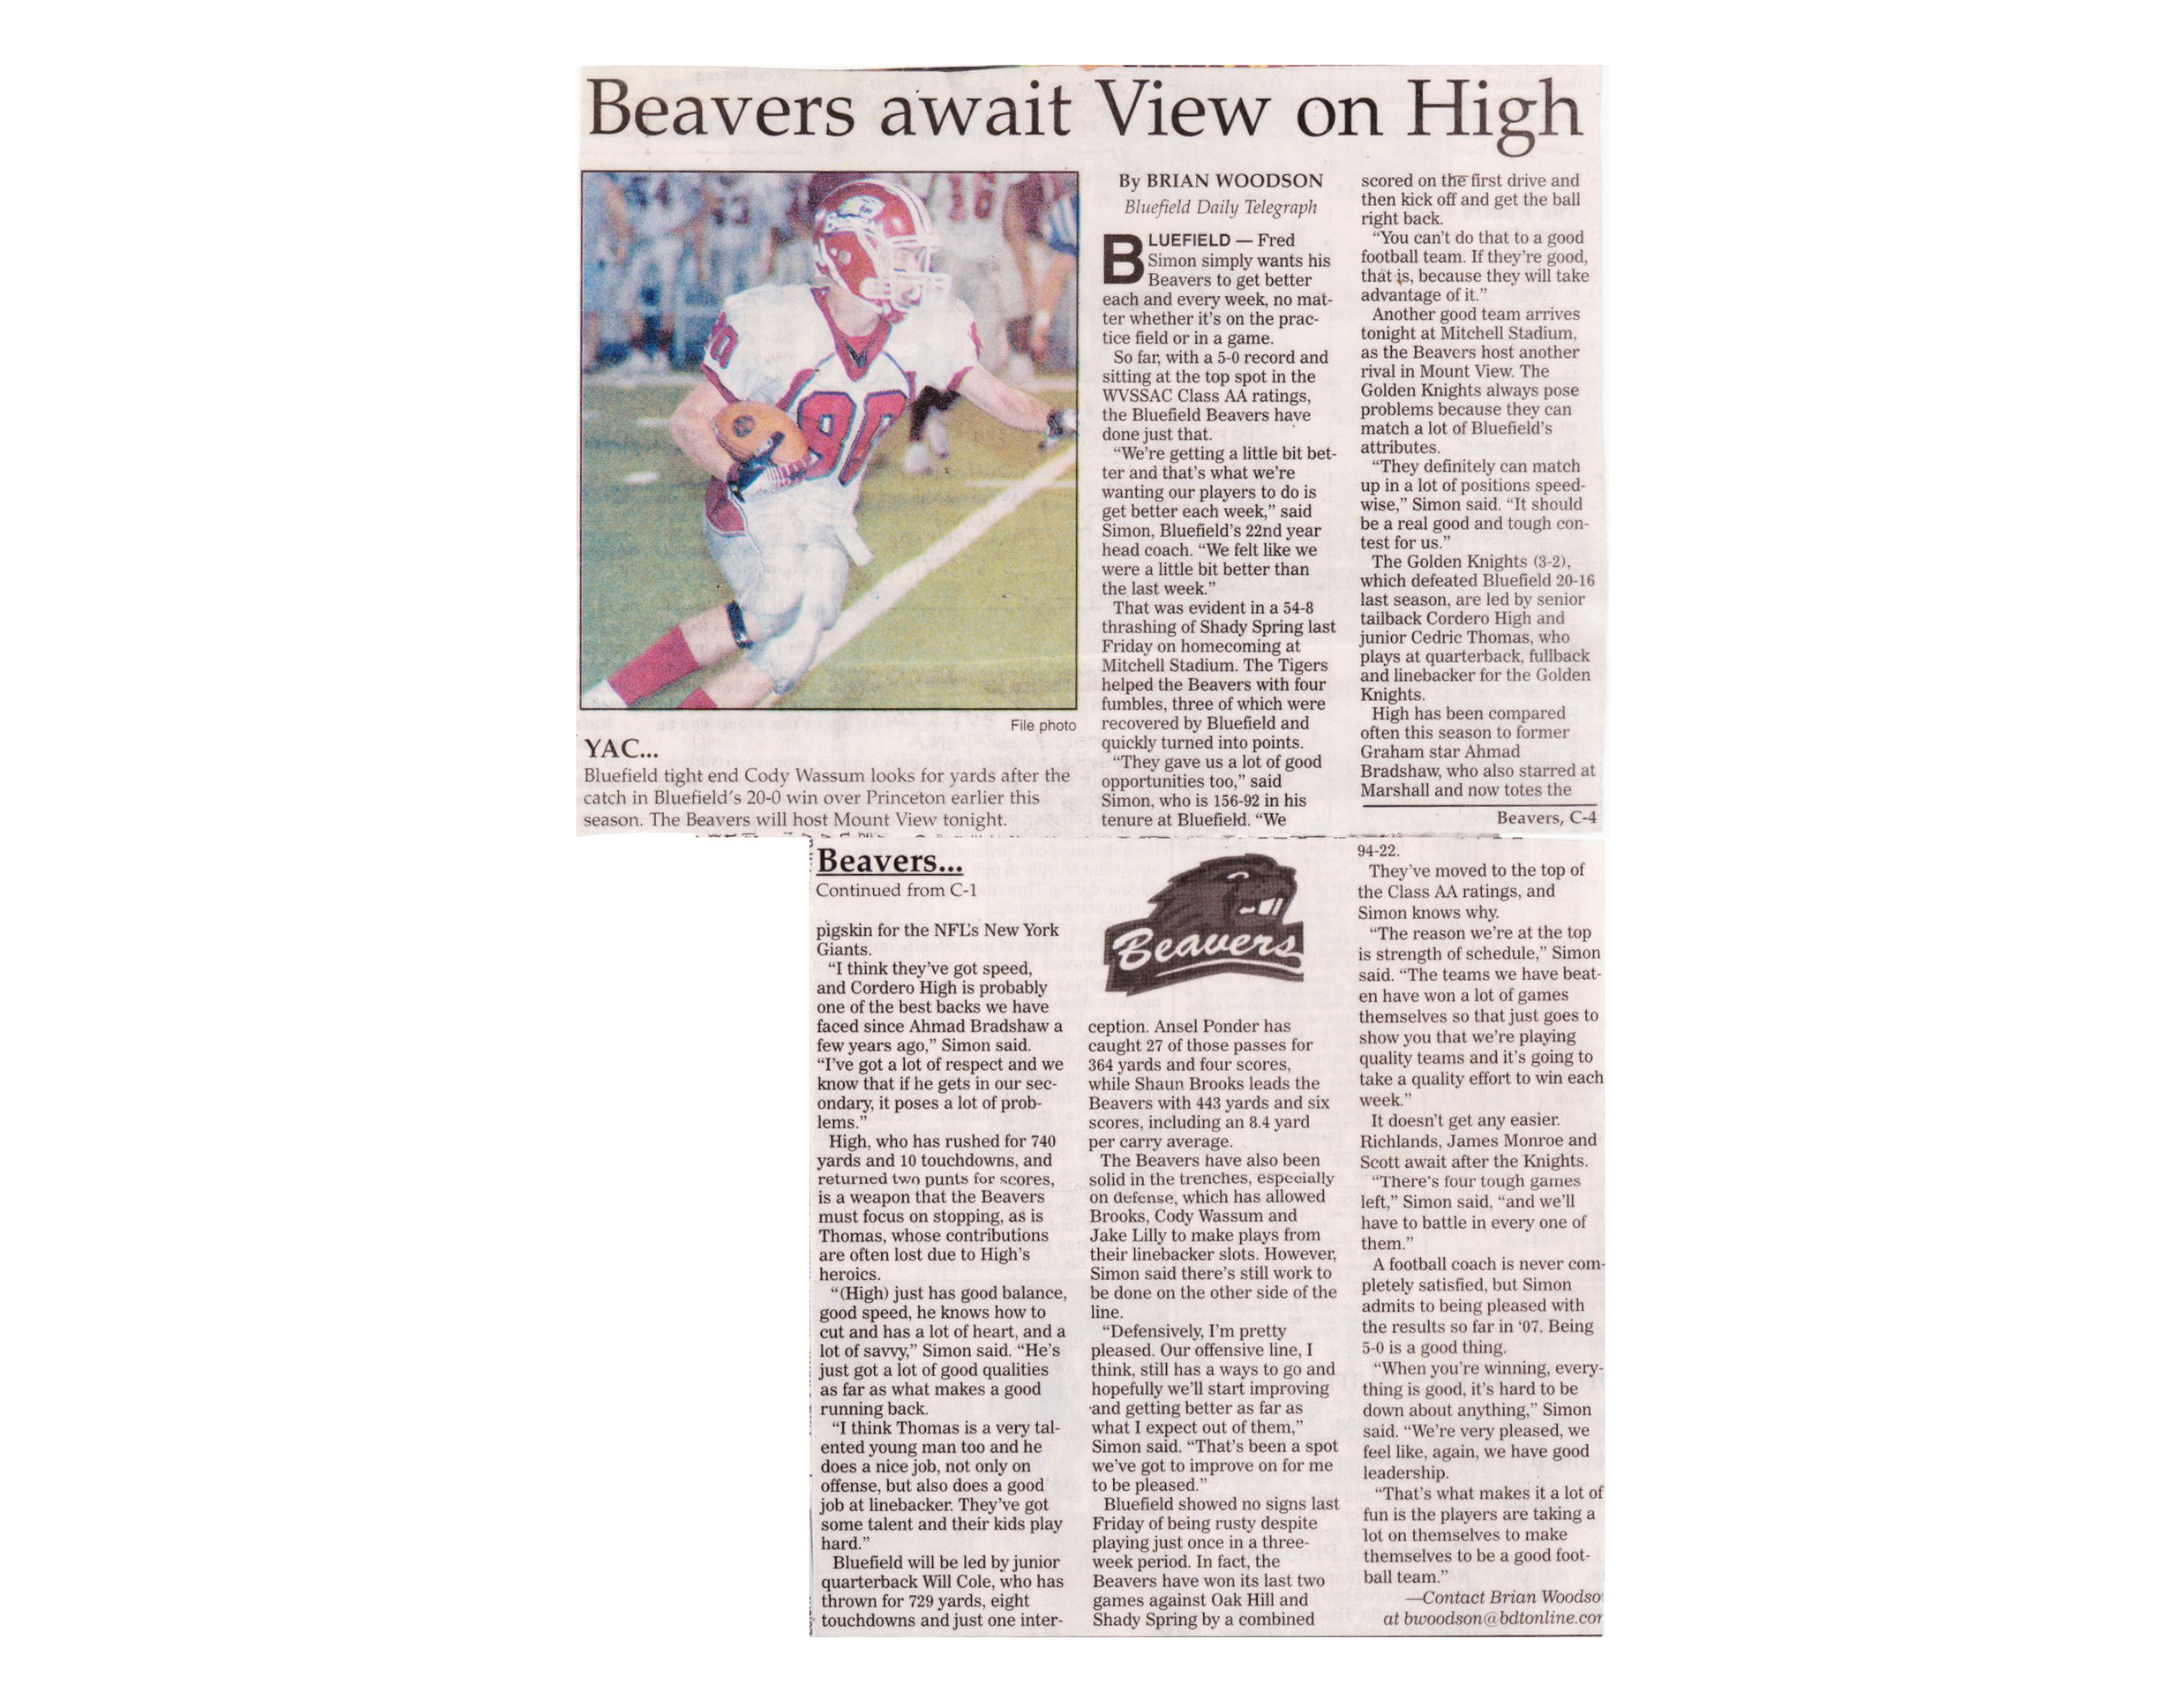 Beavers await View on High
File photo
YAC...
Bluefield tight end Cody Wassum looks for yards after the
catch in Bluefield's 20-0 win over Princeton earlier this
season. The Beavers will host Mount View tonight.
By BRIAN WOODSON
Bluefield Daily Telegraph
BLUEFIELD — Fred
Simon simply wants his
Beavers to get better
each and every week, no mat-
ter whether it's on the prac-
tice field or in a game.
So far, with a 5-0 record and
sitting at the top spot in the
WVSSAC Class AA ratings,
the Bluefield Beavers have
done just that.
“We're getting a little bit bet-
ter and that's what we're
wanting our players to do is
get better each week,” said
Simon, Bluefield's 22nd year
head coach. “We felt like we
were a little bit better than
the last week.”
That was evident in a 54-8
thrashing of Shady Spring last
Friday on homecoming at
Mitchell Stadium. The Tigers
helped the Beavers with four
fumbles, three of which were
recovered by Bluefield and
quickly turned into points.
“They gave us a lot of good
opportunities too,” said
Simon, who is 156-92 in his
tenure at Bluefield. “We
scored on the first drive and
then kick off and get the ball
right back.
“You can't do that to a good
football team. If they're good,
that is, because they will take
advantage of it.”
Another good team arrives
tonight at Mitchell Stadium,
as the Beavers host another
rival in Mount View. The
Golden Knights always pose
problems because they can
match a lot of Bluefield's
attributes.
“They definitely can match
up in a lot of positions speed-
wise,” Simon said. “It should
be a real good and tough con-
test for us.”
The Golden Knights (3-2),
which defeated Bluefield 20-16
last season, are led by senior
tailback Cordero High and
junior Cedric Thomas, who
plays at quarterback, fullback
and linebacker for the Golden
Knights.
High has been compared
often this season to former
Graham star Ahmad
Bradshaw, who also starred at
Marshall and now totes the
Beavers, C-4
Beavers...
Continued from C-1
pigskin for the NFL's New York
Giants.
“I think they've got speed,
and Cordero High is probably
one of the best backs we have
faced since Ahmad Bradshaw a
few years ago,” Simon said.
“I've got a lot of respect and we
know that if he gets in our sec-
ondary, it poses a lot of prob-
lems.”
High, who has rushed for 740
yards and 10 touchdowns, and
returned two punts for scores,
is a weapon that the Beavers
must focus on stopping, as is
Thomas, whose contributions
are often lost due to High's
heroics.
“(High) just has good balance,
good speed, he knows how to
cut and has a lot of heart, and a
lot of savvy,” Simon said. “He's
just got a lot of good qualities
as far as what makes a good
running back.
“I think Thomas is a very tal-
ented young man too and he
does a nice job, not only on
offense, but also does a good
job at linebacker. They've got
some talent and their kids play
hard.”
Bluefield will be led by junior
quarterback Will Cole, who has
thrown for 729 yards, eight
touchdowns and just one inter-
Beavers
ception. Ansel Ponder has
caught 27 of those passes for
364 yards and four scores,
while Shaun Brooks leads the
Beavers with 443 yards and six
scores, including an 8.4 yard
per carry average.
The Beavers have also been
solid in the trenches, especially
on defense, which has allowed
Brooks, Cody Wassum and
Jake Lilly to make plays from
their linebacker slots. However,
Simon said there's still work to
be done on the other side of the
line.
“Defensively, I'm pretty
pleased. Our offensive line, I
think, still has a ways to go and
hopefully we'll start improving
and getting better as far as
what I expect out of them,”
Simon said. “That's been a spot
we've got to improve on for me
to be pleased.”
Bluefield showed no signs last
Friday of being rusty despite
playing just once in a three-
week period. In fact, the
Beavers have won its last two
games against Oak Hill and
Shady Spring by a combined
94-22.
They've moved to the top of
the Class AA ratings, and
Simon knows why.
“The reason we're at the top
is strength of schedule,” Simon
said. “The teams we have beat-
en have won a lot of games
themselves so that just goes to
show you that we're playing
quality teams and it's going to
take a quality effort to win each
week.”
It doesn't get any easier.
Richlands, James Monroe and
Scott await after the Knights.
“There's four tough games
left,” Simon said, “and we'll
have to battle in every one of
them.”
A football coach is never com-
pletely satisfied, but Simon
admits to being pleased with
the results so far in ‘07. Being
5-0 is a good thing.
“When you're winning, every-
thing is good, it's hard to be
down about anything,” Simon
said. “We're very pleased, we
feel like, again, we have good
leadership.
“That's what makes it a lot of
fun is the players are taking a
lot on themselves to make
themselves to be a good foot-
ball team.”
—Contact Brian Woodso
at bwoodson@bdtonline.cor
80
80